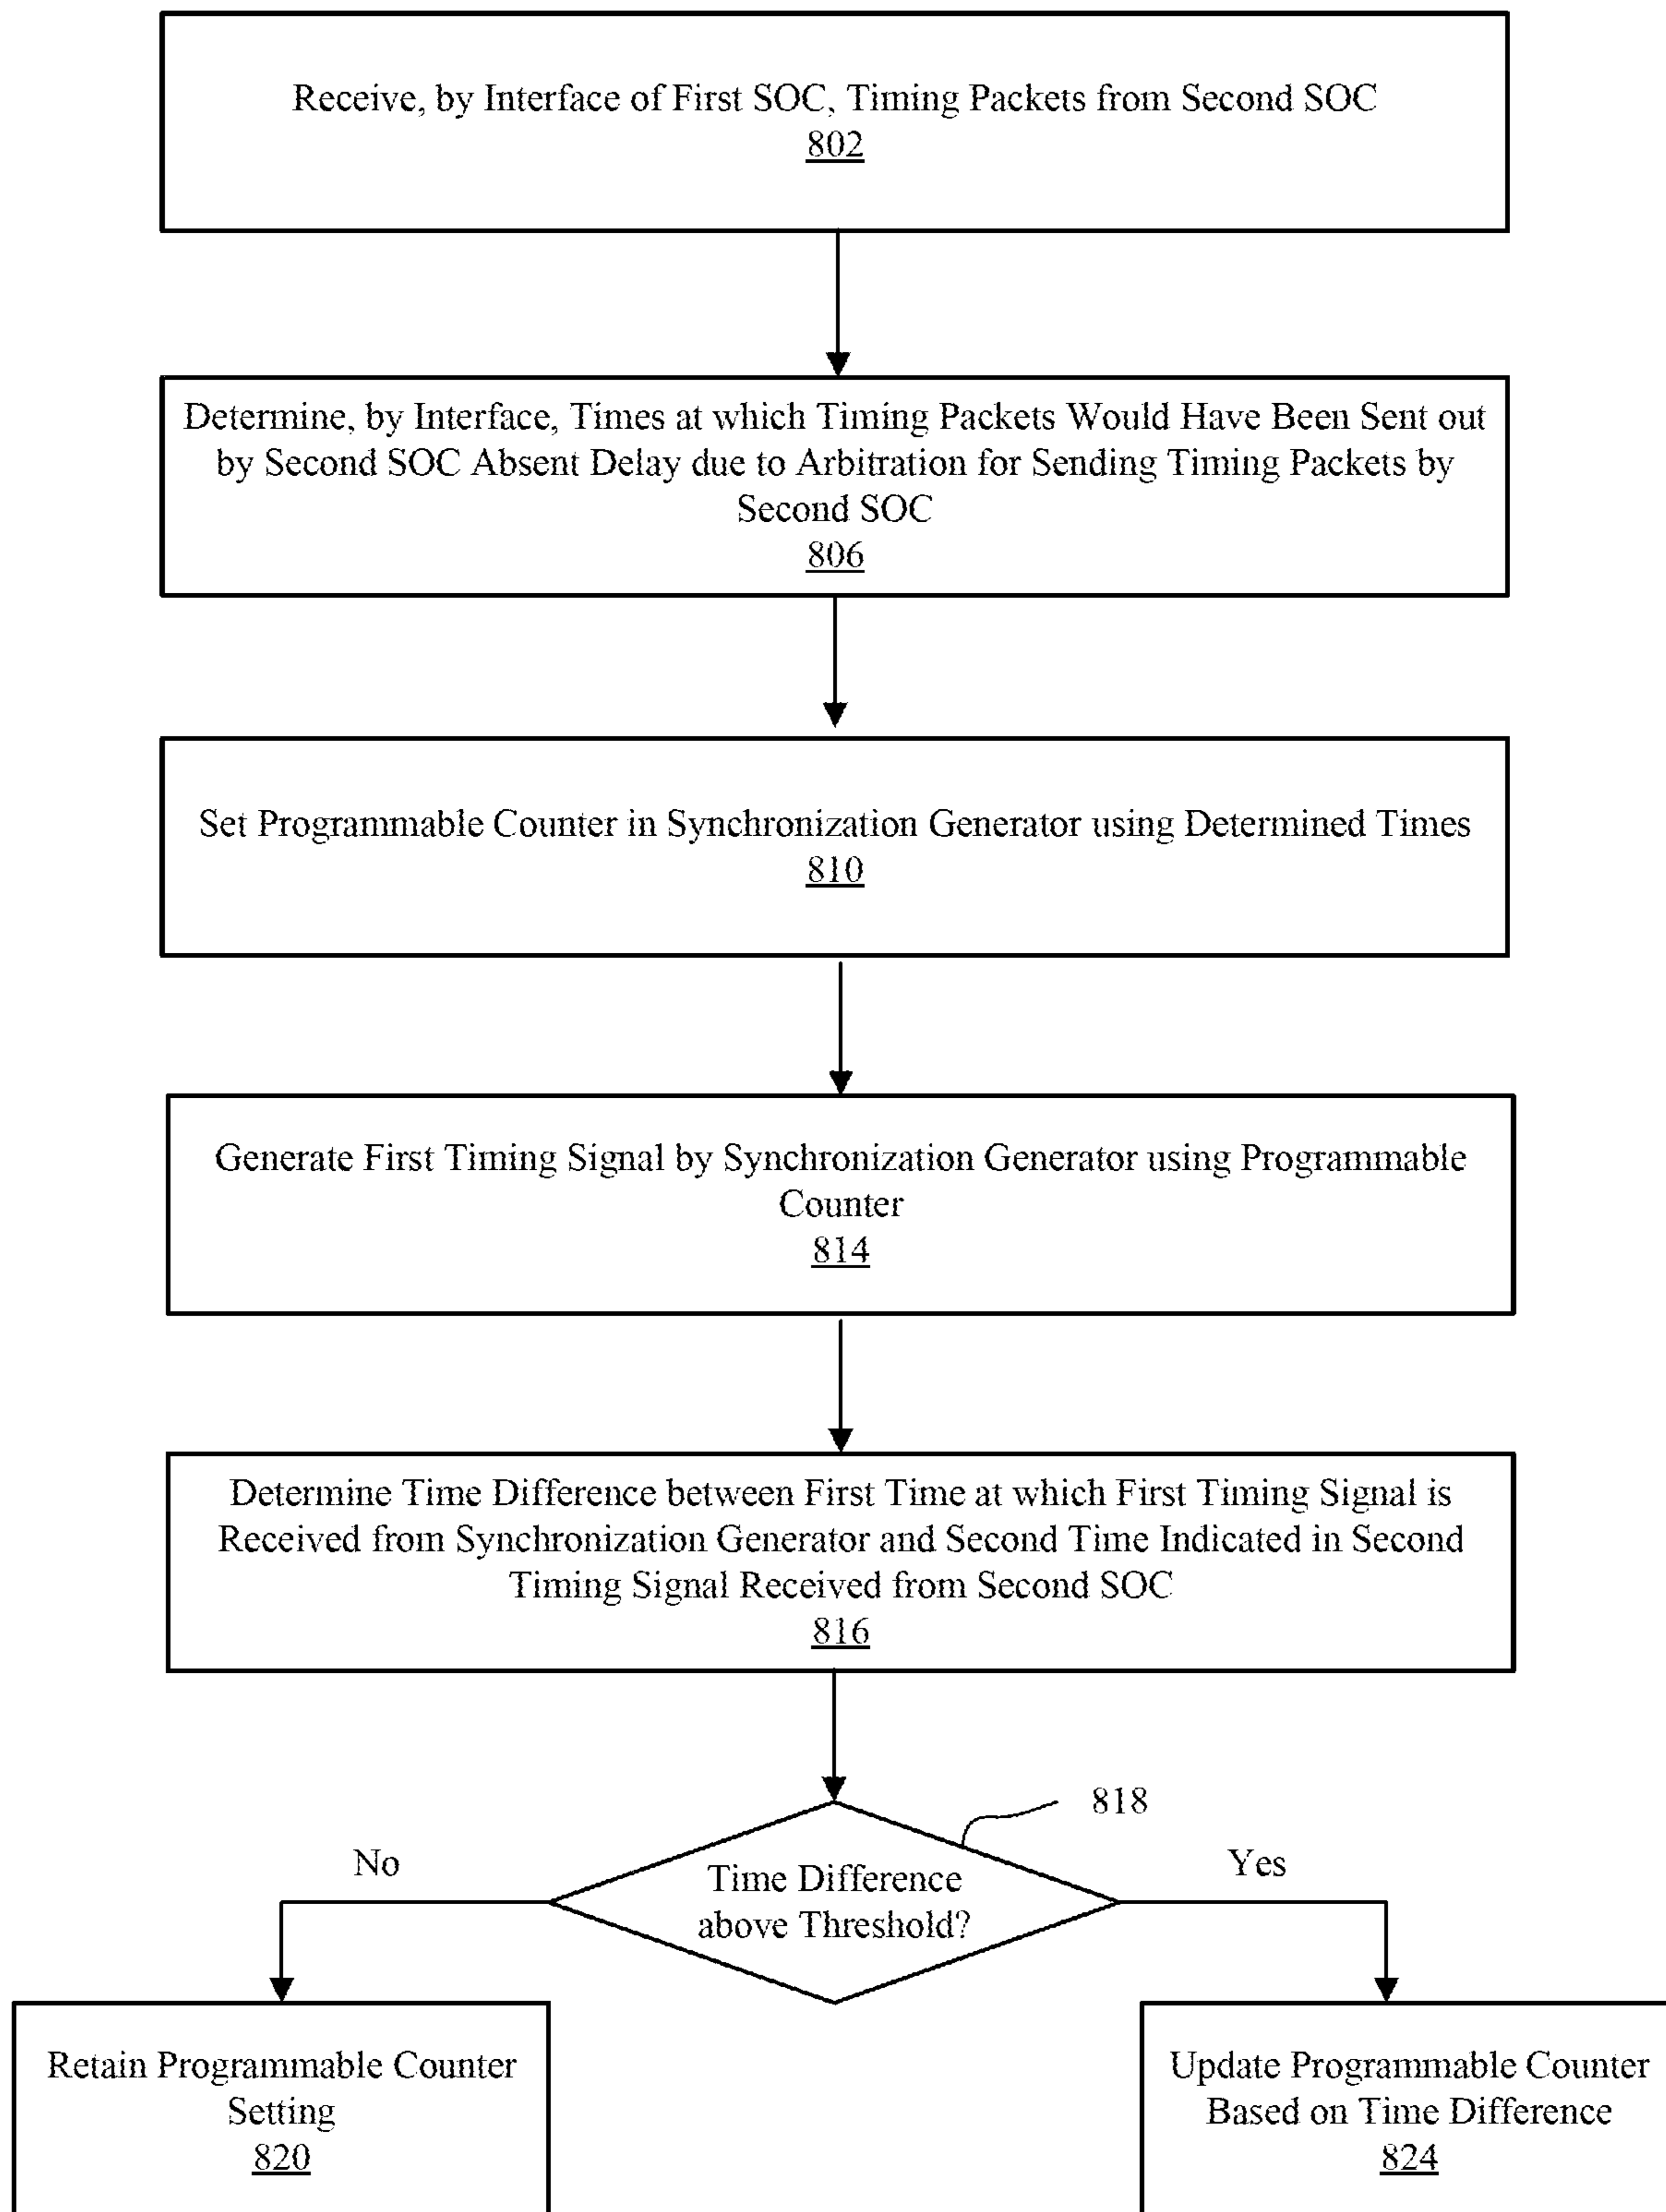 Receive, by Interface of First SOC, Timing Packets from Second SOC
802
Determine, by Interface, Times at which Timing Packets Would Have Been Sent out
by Second SOC Absent Delay due to Arbitration for Sending Timing Packets by
Second SOC
806
Set Programmable Counter in Synchronization Generator using Determined Times
810
Generate First Timing Signal by Synchronization Generator using Programmable
Counter
814
Determine Time Difference between First Time at which First Timing Signal is
Received from Synchronization Generator and Second Time Indicated in Second
Timing Signal Received from Second SOC
816
818
No
Time Difference
above Threshold?
Yes
Retain Programmable Counter
Setting
820
Update Programmable Counter
Based on Time Difference
824